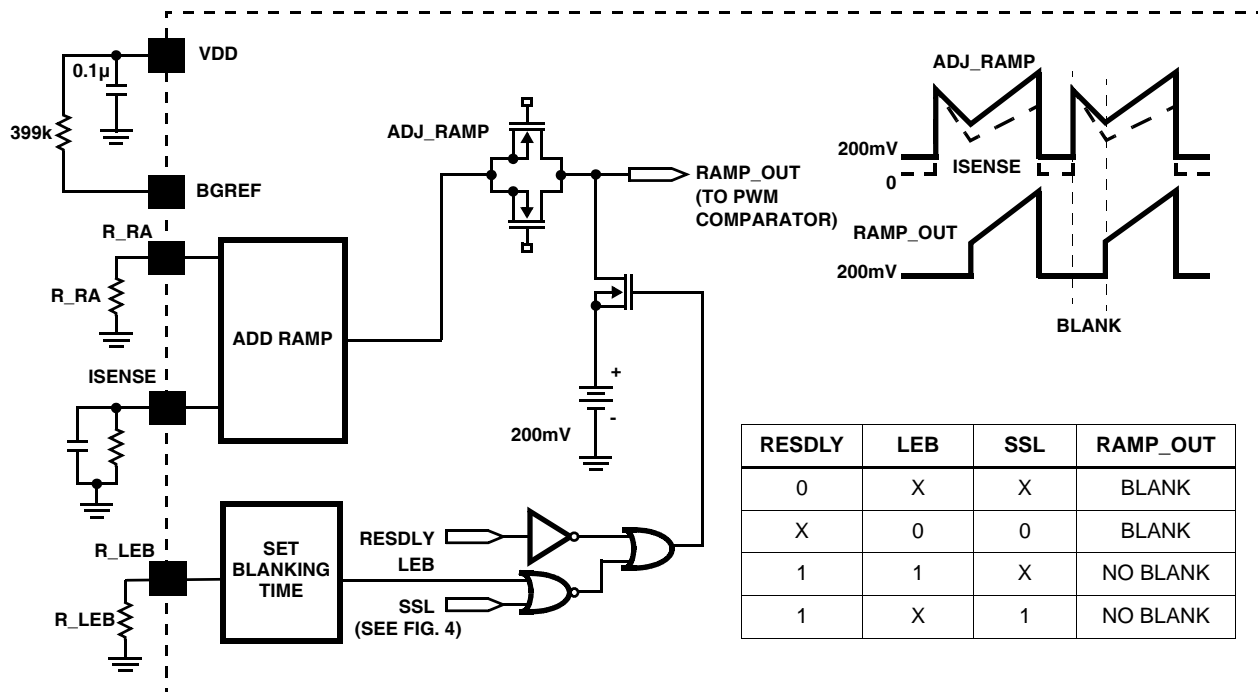 VDD
0.1µ
399k
BGREF
R_RA
R_RA
ADD RAMP
ISENSE
ADJ_RAMP
RAMP_OUT
(TO PWM
COMPARATOR)
200mV
+
-
R_LEB
R_LEB
SET
BLANKING
TIME
RESDLY
LEB
SSL
(SEE FIG. 4)
ADJ_RAMP
200mV
ISENSE
0
RAMP_OUT
200mV
BLANK
RESDLY LEB SSL RAMP_OUT
0 X X BLANK
X 0 0 BLANK
1 1 X NO BLANK
1 X 1 NO BLANK